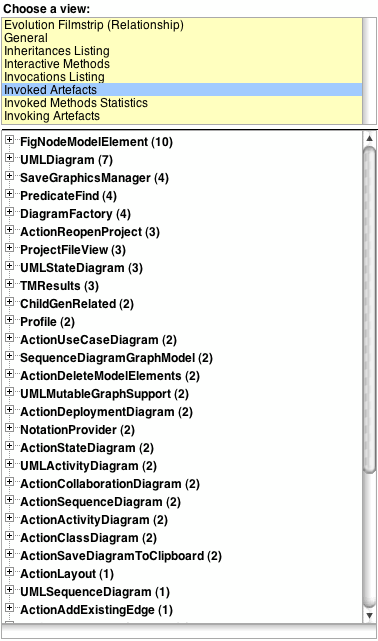 Choose a view:
Evolution Filmstrip (Relationship)
General
Inheritances Listing
Interactive Methods
Invocations Listing
Invoked Artefacts
Invoked Methods Statistics
Invoking Artefacts
FigNodeModelElement (10)
UMLDiagram (7)
SaveGraphicsManager (4)
PredicateFind (4)
DiagramFactory (4)
ActionReopenProject (3)
ProjectFileView (3)
UMLStateDiagram (3)
TMResults (3)
ChildGenRelated (2)
Profile (2)
ActionUseCaseDiagram (2)
SequenceDiagramGraphModel (2)
ActionDeleteModelElements (2)
UMLMutableGraphSupport (2)
ActionDeploymentDiagram (2)
NotationProvider (2)
ActionStateDiagram (2)
UMLActivityDiagram (2)
ActionCollaborationDiagram (2)
ActionSequenceDiagram (2)
ActionActivityDiagram (2)
ActionClassDiagram (2)
ActionSaveDiagramToClipboard (2)
ActionLayout (1)
UMLSequenceDiagram (1)
ActionAddExistingEdge (1)